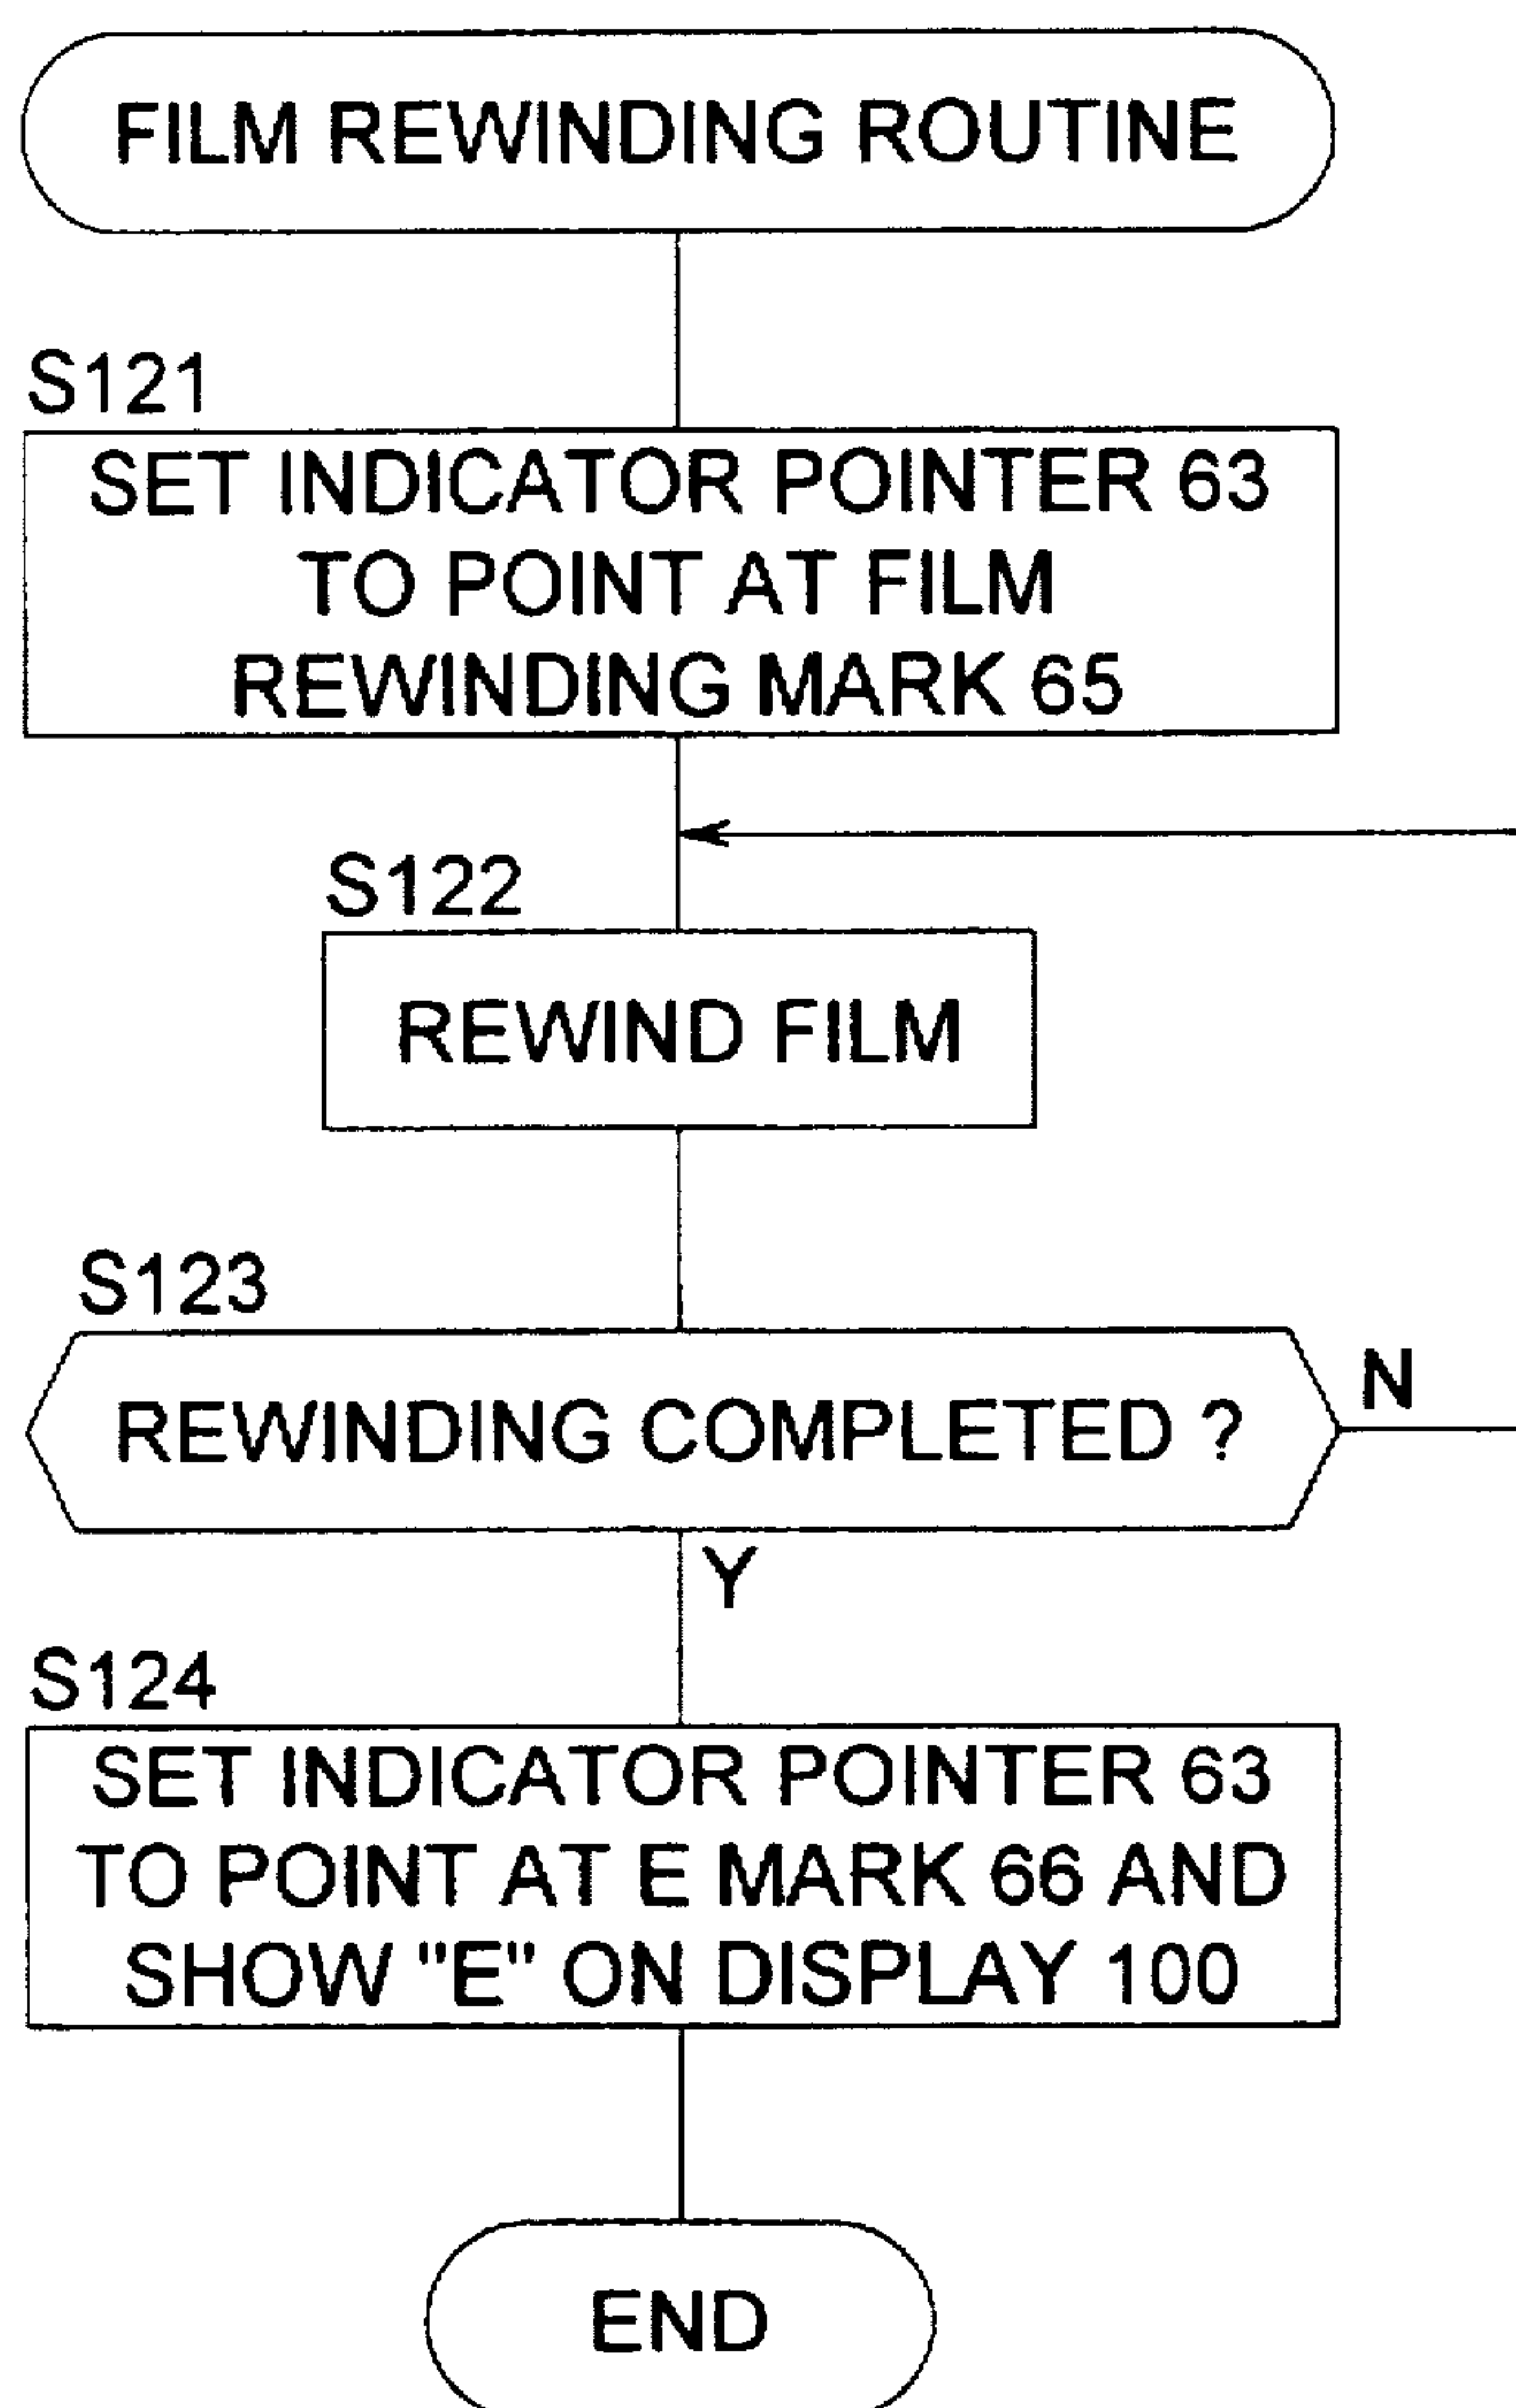 FILM REWINDING ROUTINE
S121
SET INDICATOR POINTER 63
TO POINT AT FILM
REWINDING MARK 65
S122
REWIND FILM
S123
REWINDING COMPLETED ?
N
Y
S124
SET INDICATOR POINTER 63
TO POINT AT E MARK 66 AND
SHOW "E" ON DISPLAY 100
END